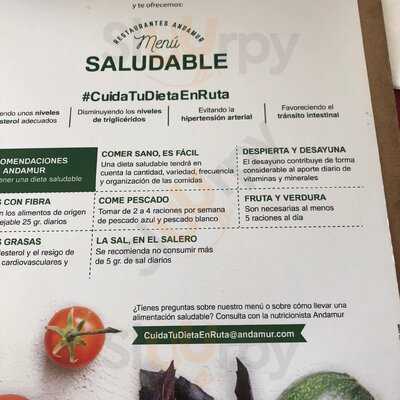 y te ofrecemos:
RESTAURANTES ANDAMUR
Menú
SALUDABLE
#CuidaTuDietaEnRuta
endo unos niveles
sterol adecuados
Disminuyendo los niveles
de triglicéridos
Evitando la
hipertensión arterial
Favoreciendo el
tránsito intestinal
OMENDACIONES
ANDAMUR
ener una dieta saludable
COMER SANO, ES FÁCIL
Una dieta saludable tendrá en
cuenta la cantidad, variedad, frecuencia
y organización de las comidas
DESPIERTA Y DESAYUNA
El desayuno contribuye de forma
considerable al aporte diario de
vitaminas y minerales
S CON FIBRA
n los alimentos de origen
ejable 25 gr. diarios
COME PESCADO
Tomar de 2 a 4 raciones por semana
de pescado azul y pescado blanco
FRUTA Y VERDURA
Son necesarias al menos
5 raciones al día
S GRASAS
esterol y el resigo de
cardiovasculares y
LA SAL, EN EL SALERO
Se recomienda no consumir más
de 5 gr. de sal diarios
¿Tienes preguntas sobre nuestro menú o sobre cómo llevar una
alimentación saludable? Consulta con la nutricionista Andamur
CuidaTuDietaEnRuta@andamur.com